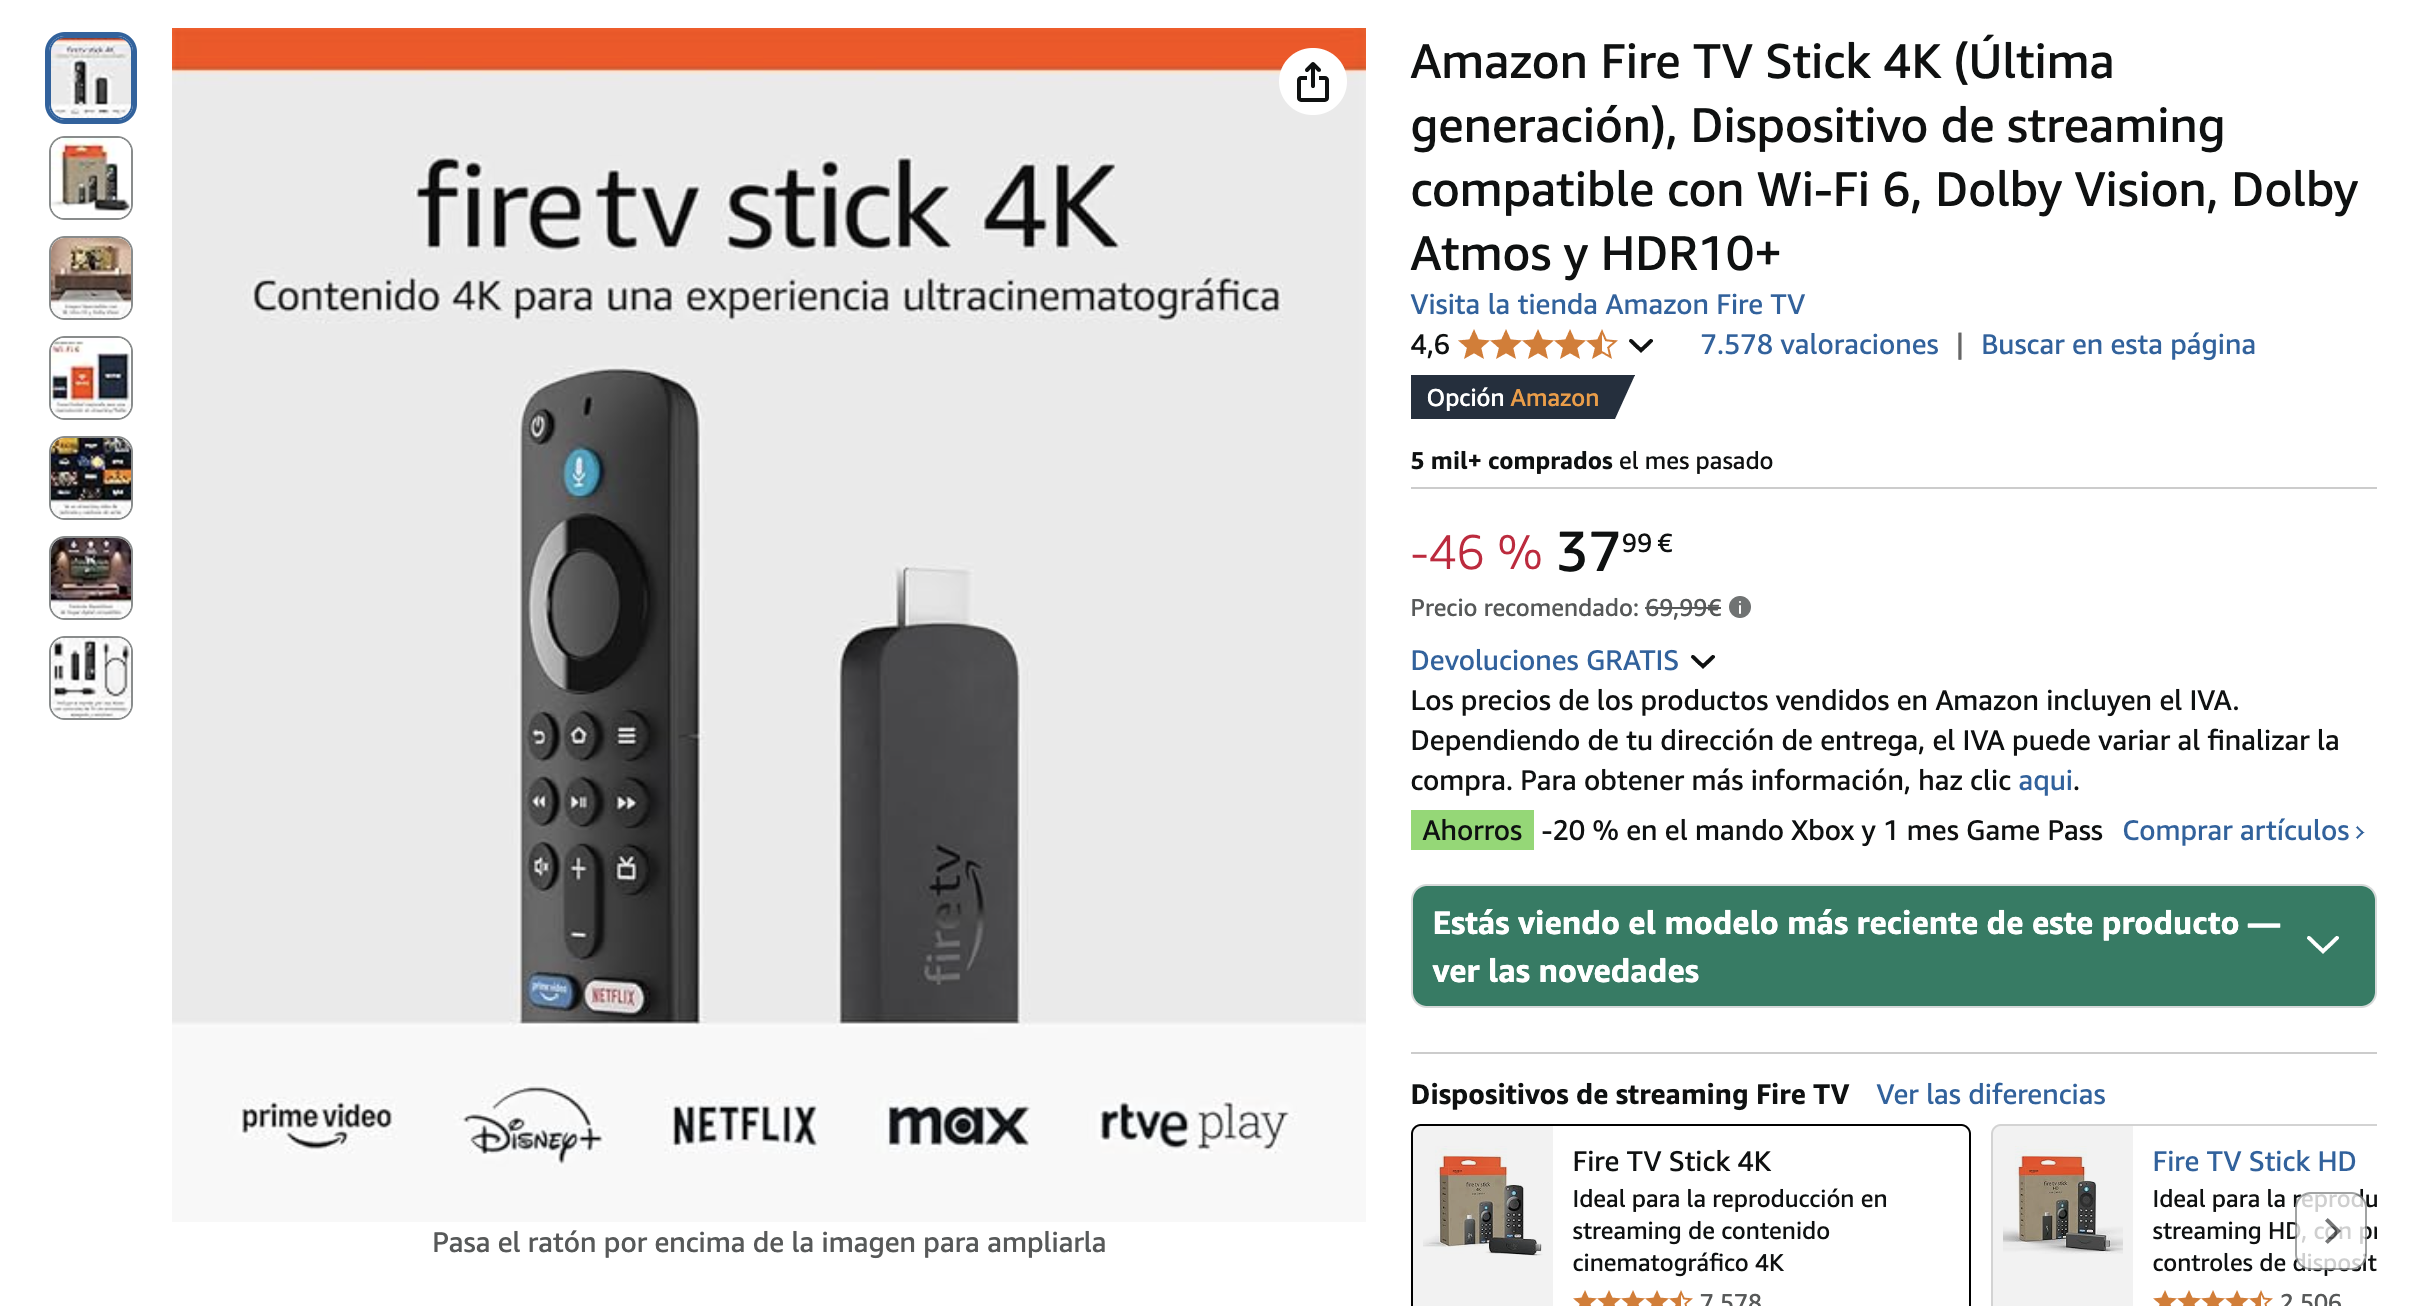 fire tv stick 4K
Contenido 4K para una experiencia ultracinematográfica
fire tv
prime video
NETFLIX
prime video
Disney+
NETFLIX
max
rtve play
Pasa el ratón por encima de la imagen para ampliarla
Amazon Fire TV Stick 4K (Última
generación), Dispositivo de streaming
compatible con Wi-Fi 6, Dolby Vision, Dolby
Atmos y HDR10+
Visita la tienda Amazon Fire TV
4,6 7.578 valoraciones | Buscar en esta página
Opción Amazon
5 mil+ comprados el mes pasado
-46 % 37 99 €
Precio recomendado: 69,99€
Devoluciones GRATIS
Los precios de los productos vendidos en Amazon incluyen el IVA.
Dependiendo de tu dirección de entrega, el IVA puede variar al finalizar la
compra. Para obtener más información, haz clic aqui.
Ahorros -20 % en el mando Xbox y 1 mes Game Pass Comprar artículos ›
Estás viendo el modelo más reciente de este producto —
ver las novedades
Dispositivos de streaming Fire TV Ver las diferencias
Fire TV Stick 4K
Ideal para la reproducción en
streaming de contenido
cinematográfico 4K
7.578
Fire TV Stick HD
Ideal para la reprodu
streaming HD, con pr
controles de disposit
2.506